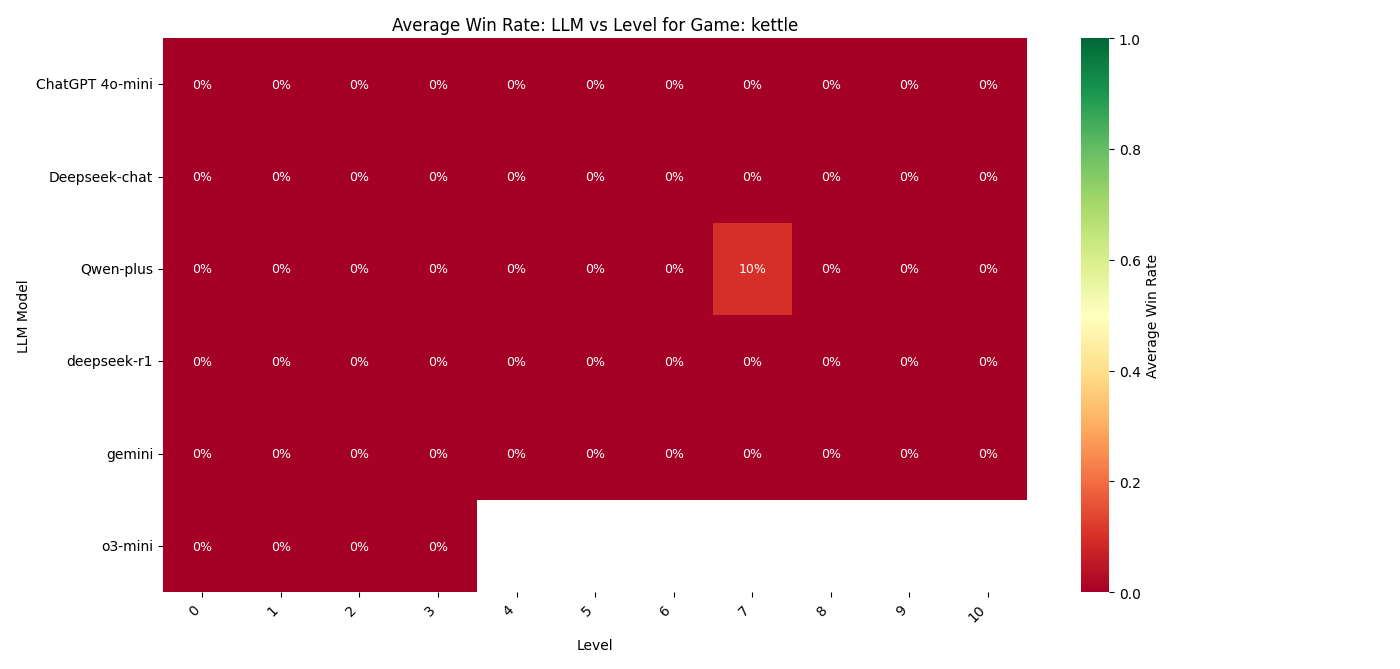 Average Win Rate: LLM vs Level for Game: kettle
ChatGPT 4o-mini 0% 0% 0% 0% 0% 0% 0% 0% 0% 0% 0%
Deepseek-chat 0% 0% 0% 0% 0% 0% 0% 0% 0% 0% 0%
Qwen-plus 0% 0% 0% 0% 0% 0% 0% 10% 0% 0% 0%
deepseek-r1 0% 0% 0% 0% 0% 0% 0% 0% 0% 0% 0%
gemini 0% 0% 0% 0% 0% 0% 0% 0% 0% 0% 0%
o3-mini 0% 0% 0% 0%
0 1 2 3 4 5 6 7 8 9 10
Level
LLM Model
1.0
0.8
0.6
0.4
0.2
0.0
Average Win Rate